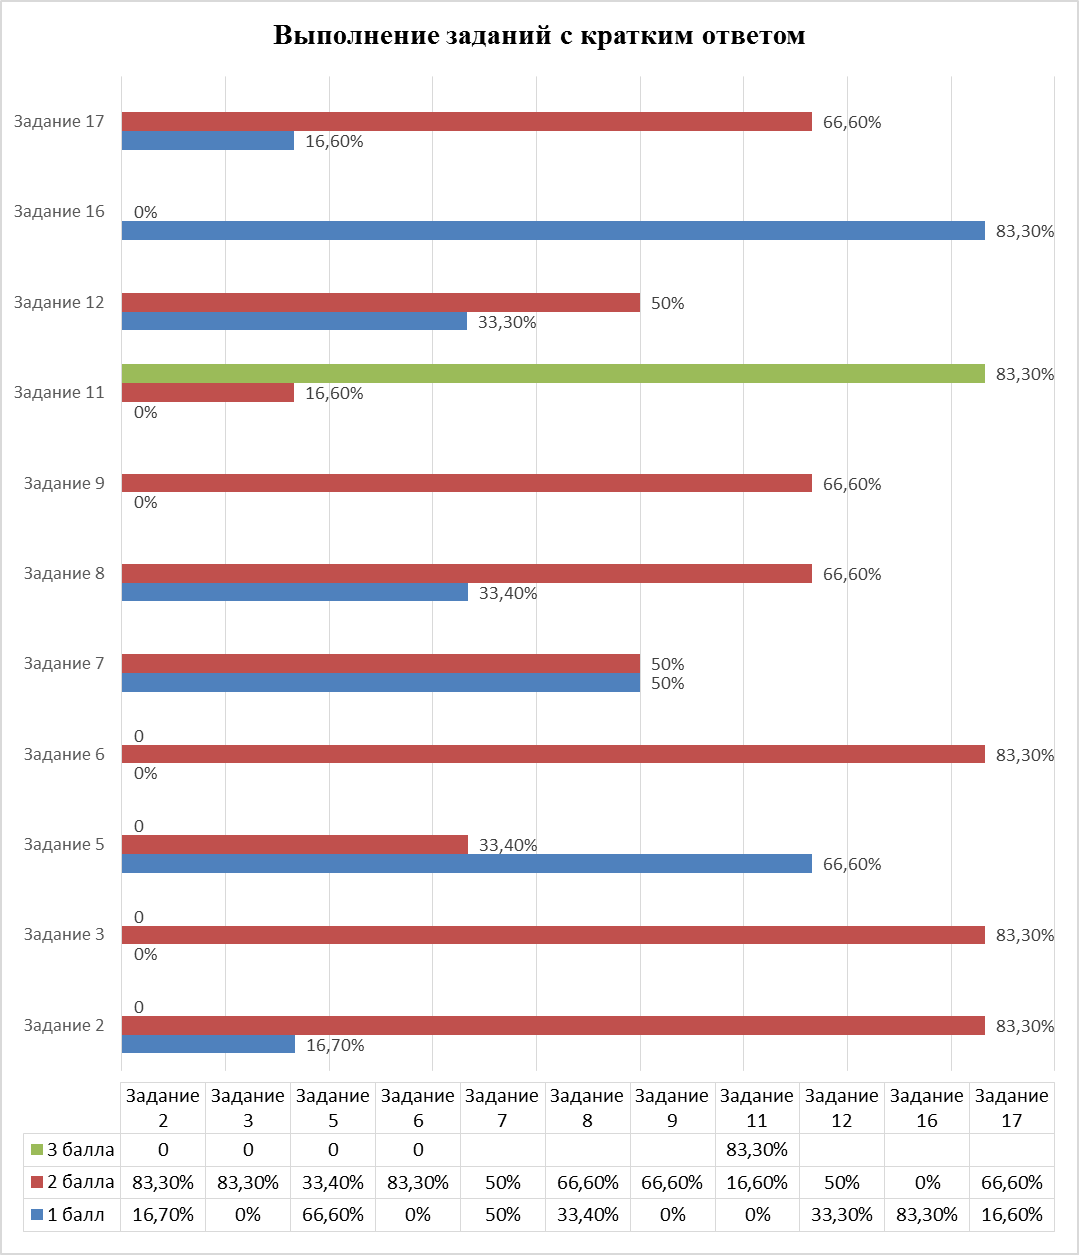 Выполнение заданий с кратким ответом
Задание 17
66,60%
16,60%
Задание 16
0%
83,30%
Задание 12
50%
33,30%
Задание 11
83,30%
16,60%
0%
Задание 9
66,60%
0%
Задание 8
66,60%
33,40%
Задание 7
50%
50%
Задание 6
0
83,30%
0%
Задание 5
0
33,40%
66,60%
Задание 3
0
83,30%
0%
Задание 2
0
83,30%
16,70%
Задание 2 Задание 3 Задание 5 Задание 6 Задание 7 Задание 8 Задание 9 Задание 11 Задание 12 Задание 16 Задание 17
3 балла 0 0 0 0 83,30%
2 балла 83,30% 83,30% 33,40% 83,30% 50% 66,60% 66,60% 16,60% 50% 0% 66,60%
1 балл 16,70% 0% 66,60% 0% 50% 33,40% 0% 0% 33,30% 83,30% 16,60%